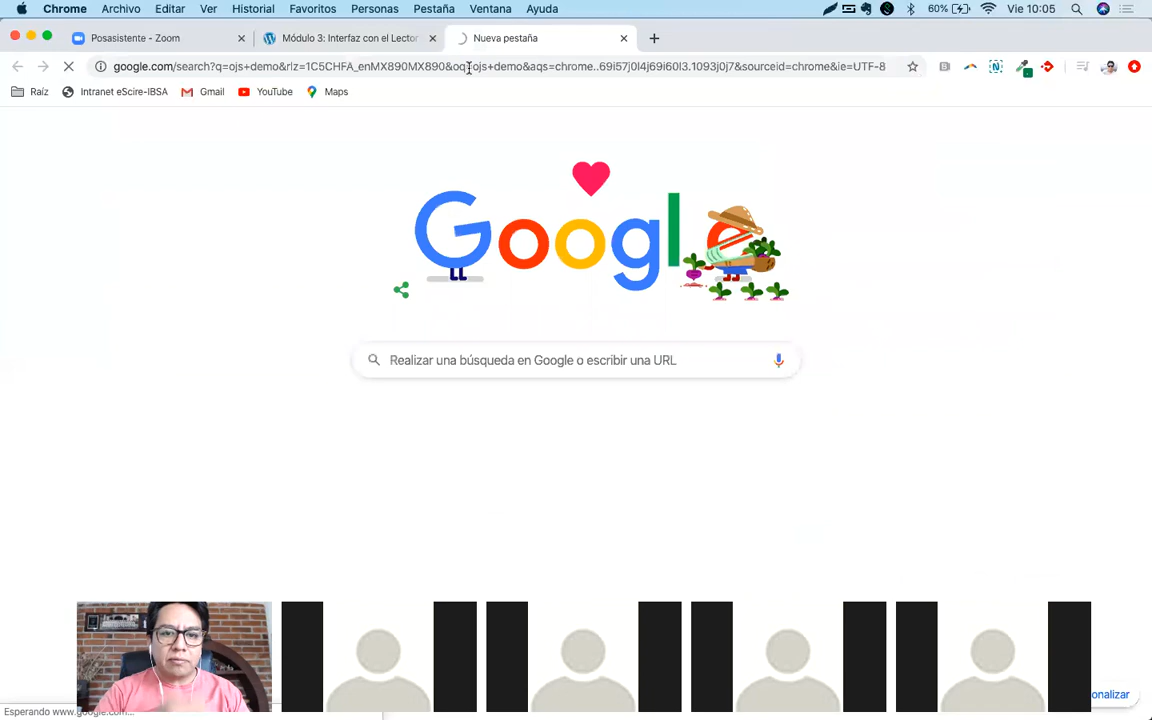 Chrome Archivo Editar Ver Historial Favoritos Personas Pestaña Ventana Ayuda 60% Vie 10:05
Posasistente - Zoom Módulo 3: Interfaz con el Lector Nueva pestaña
google.com/search?q=ojs+demo&rlz=1C5CHFA_enMX890MX890&oq=ojs+demo&aqs=chrome..69i57j0l4j69i60l3.1093j0j7&sourceid=chrome&ie=UTF-8
Raíz Intranet eScire-IBSA Gmail YouTube Maps
Google
Realizar una búsqueda en Google o escribir una URL
onalizar
Esperando www.google.com...